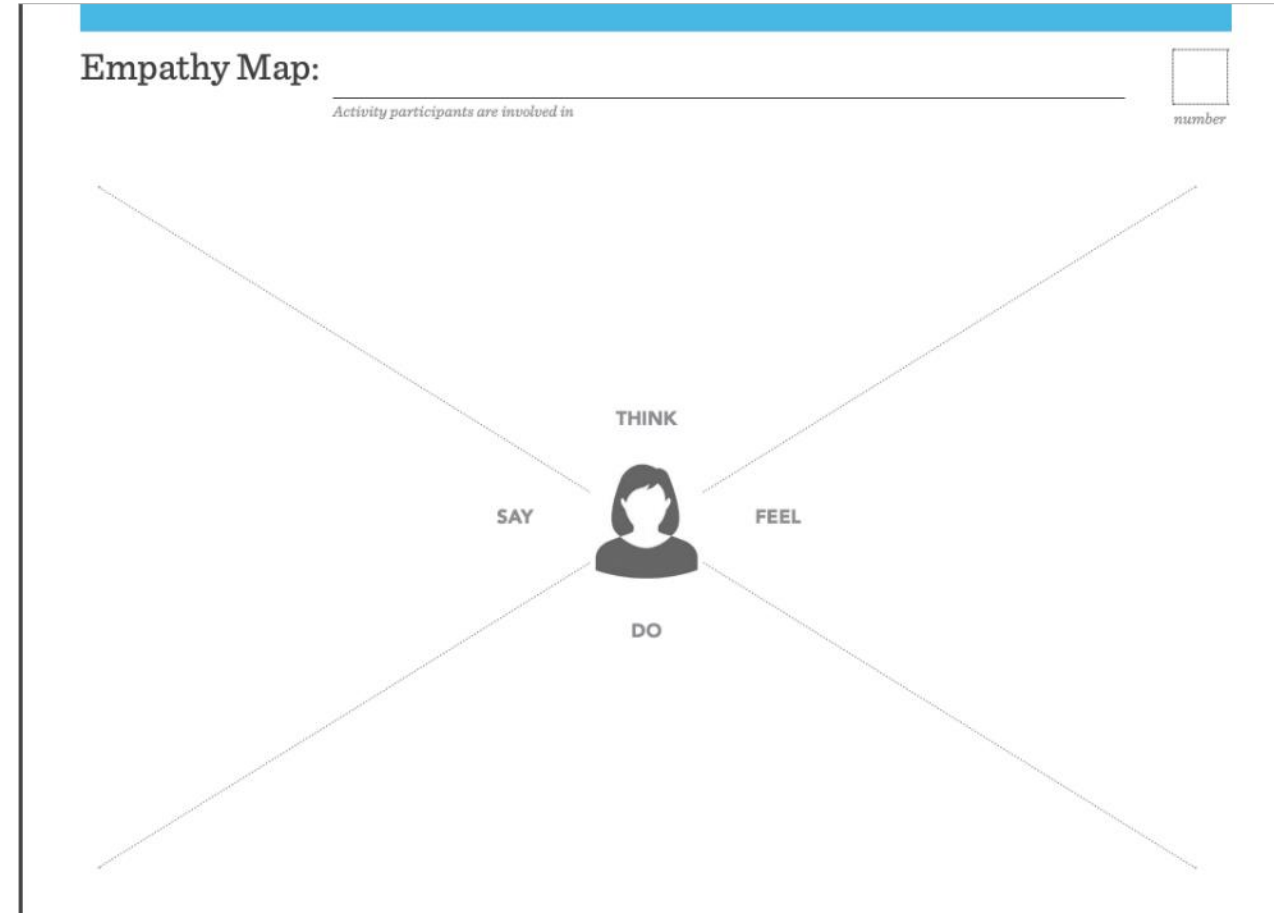 Empathy Map:
Activity participants are involved in
number
THINK
SAY
FEEL
DO